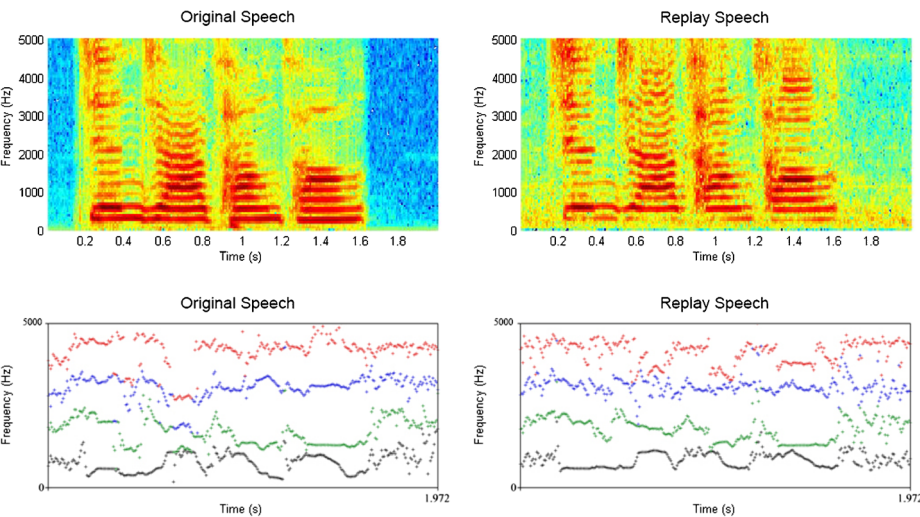 Original Speech
Frequency (Hz)
5000
4000
3000
2000
1000
0
0.2 0.4 0.6 0.8 1 1.2 1.4 1.6 1.8
Time (s)
Replay Speech
Frequency (Hz)
5000
4000
3000
2000
1000
0
0.2 0.4 0.6 0.8 1 1.2 1.4 1.6 1.8
Time (s)
Original Speech
Frequency (Hz)
5000
0
1.972
Time (s)
Replay Speech
Frequency (Hz)
5000
0
1.972
Time (s)